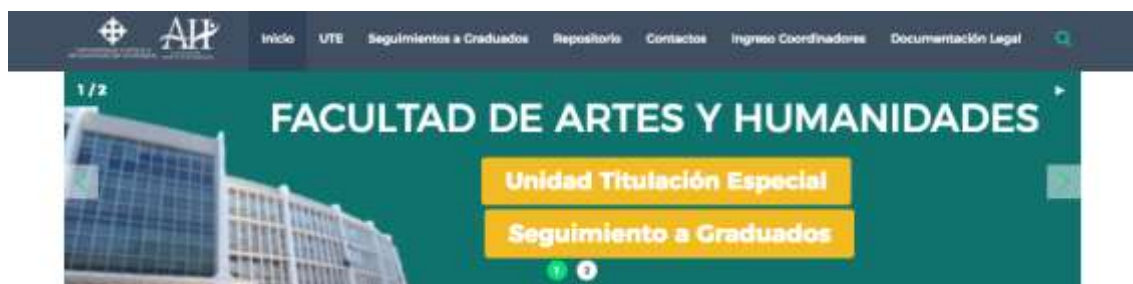 AH
Inicio UTE Seguimientos a Graduados Repositorio Contactos Ingreso Coordinadores Documentación Legal
1 / 2
FACULTAD DE ARTES Y HUMANIDADES
Unidad Titulación Especial
Seguimiento a Graduados
1 2